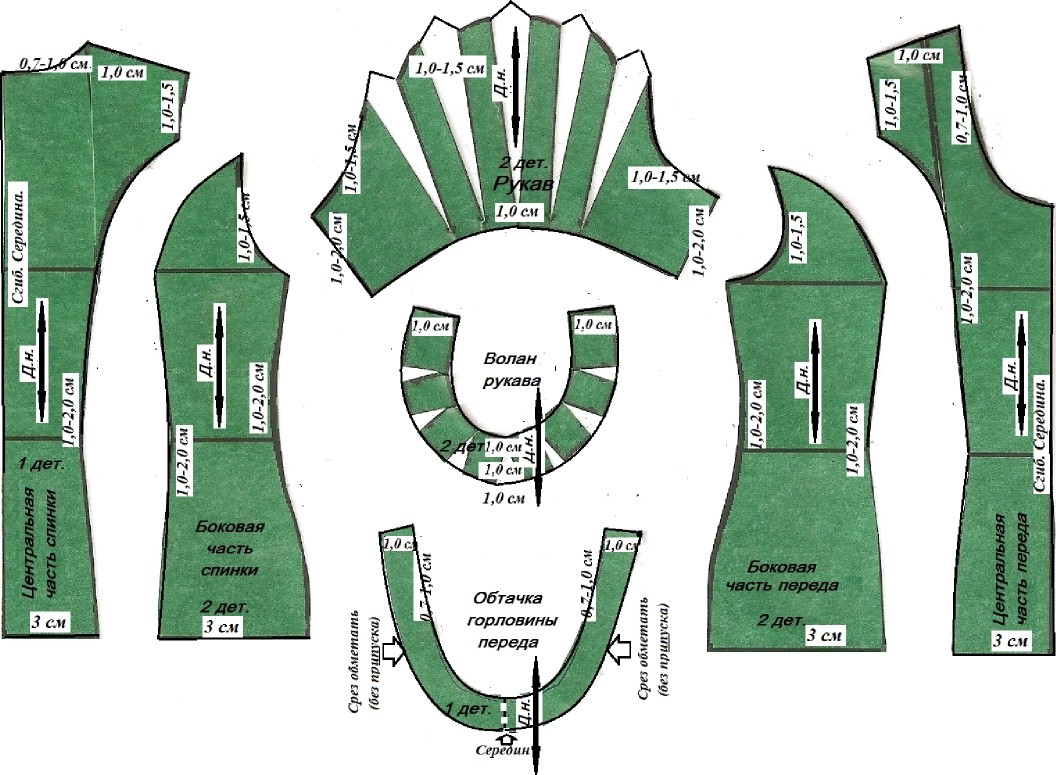 0,7-1,0 см
1,0 см
1,0-1,5
Сгиб. Середина.
Д.н.
1,0-2,0 см
1 дет.
Центральная
часть спинки
3 см
1,0-1,5 см
Д.н.
1,0-2,0 см
1,0-2,0 см
Боковая
часть
спинки
2 дет.
3 см
1,0-1,5 см
Д.н.
1,0-1,5 см
2 дет.
Рукав
1,0-1,5 см
1,0 см
1,0-2,0 см
1,0-2,0 см
1,0 см
1,0 см
Волан
рукава
2 дет.
1,0 см
Д.н.
1,0 см
1,0 см
1,0 см
1,0 см
0,7-1,0 см
0,7-1,0 см
Обтачка
горловины
переда
Срез обметать
(без припуска)
Срез обметать
(без припуска)
1 дет.
Д.н.
Середин
1,0-1,5
Д.н.
1,0-2,0 см
1,0-2,0 см
Боковая
часть переда
2 дет.
3 см
1,0 см
1,0-1,5
0,7-1,0 см
1,0-2,0 см
Д.н.
Сгиб. Середина.
Центральная
часть переда
3 см